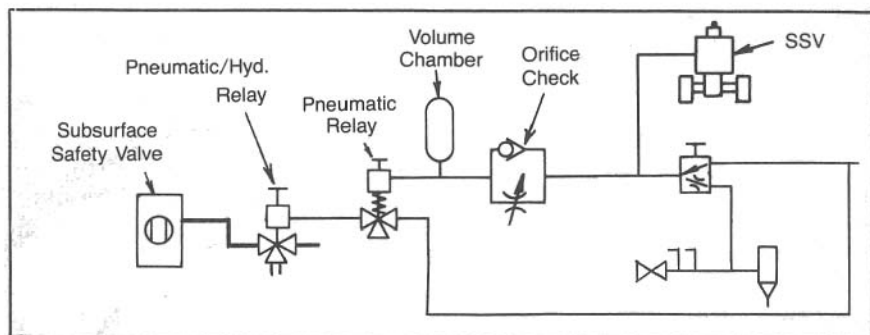 Volume
Chamber
Orifice
Check
SSV
Pneumatic/Hyd.
Relay
Pneumatic
Relay
Subsurface
Safety Valve